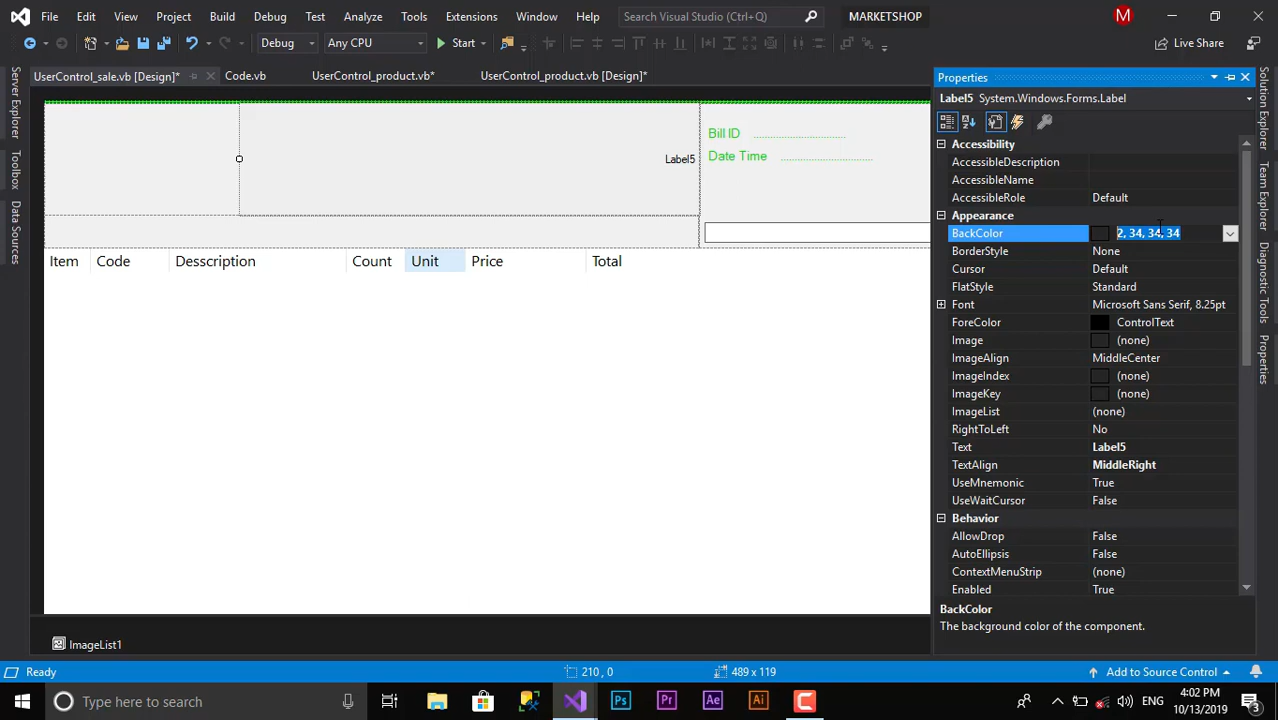 File Edit View Project Build Debug Test Analyze Tools Extensions Window Help Search Visual Studio (Ctrl+Q) MARKETSHOP M
Debug Any CPU Start Live Share
UserControl_sale.vb [Design]* Code.vb UserControl_product.vb* UserControl_product.vb [Design]*
Server Explorer
Toolbox
Data Sources
Label5
Bill ID
Date Time
Item Code Desscription Count Unit Price Total
ImageList1
Properties
Label5 System.Windows.Forms.Label
Accessibility
AccessibleDescription
AccessibleName
AccessibleRole Default
Appearance
BackColor 2, 34, 34, 34
BorderStyle None
Cursor Default
FlatStyle Standard
Font Microsoft Sans Serif, 8.25pt
ForeColor ControlText
Image (none)
ImageAlign MiddleCenter
ImageIndex (none)
ImageKey (none)
ImageList (none)
RightToLeft No
Text Label5
TextAlign MiddleRight
UseMnemonic True
UseWaitCursor False
Behavior
AllowDrop False
AutoEllipsis False
ContextMenuStrip (none)
Enabled True
BackColor
The background color of the component.
Solution Explorer
Team Explorer
Diagnostic Tools
Properties
Ready 210 , 0 489 x 119 Add to Source Control
Type here to search Ps Pr Ae Ai ENG 4:02 PM
10/13/2019 3